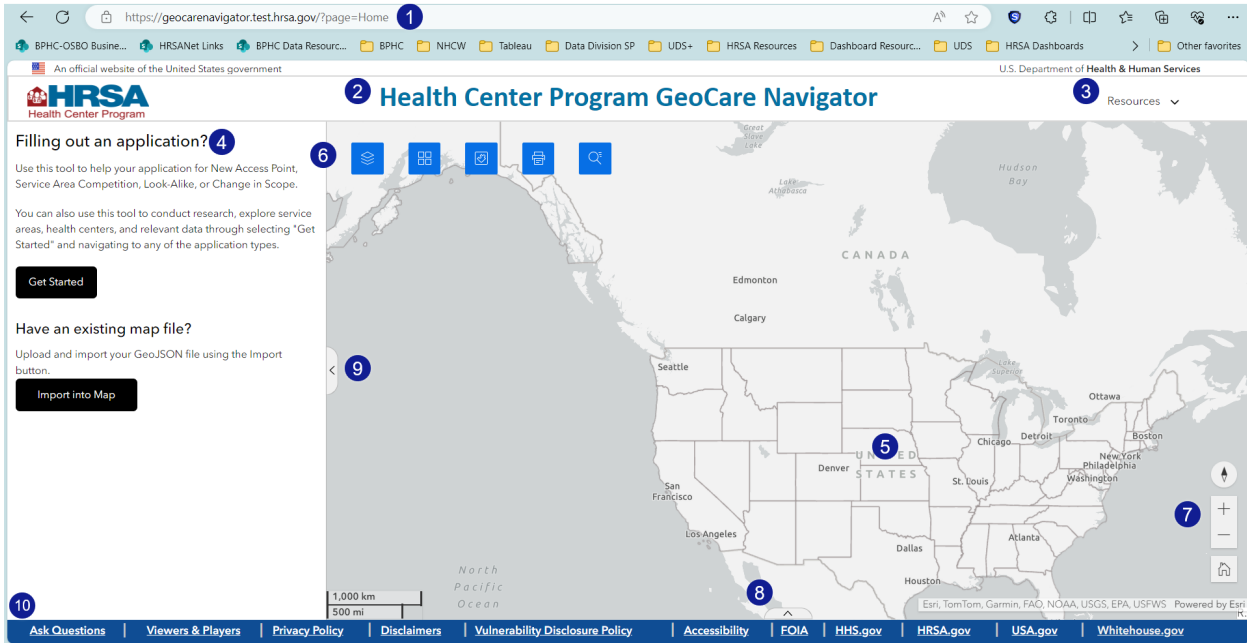 https://geocarenavigator.test.hrsa.gov/?page=Home 1
BPHC-OSBO Busine... HRSANet Links BPHC Data Resourc... BPHC NHCW Tableau Data Division SP UDS+ HRSA Resources Dashboard Resourc... UDS HRSA Dashboards Other favorites
An official website of the United States government U.S. Department of Health & Human Services
HRSA
Health Center Program
2 Health Center Program GeoCare Navigator
3 Resources
Filling out an application? 4
Use this tool to help your application for New Access Point,
Service Area Competition, Look-Alike, or Change in Scope.
You can also use this tool to conduct research, explore service
areas, health centers, and relevant data through selecting "Get
Started" and navigating to any of the application types.
Get Started
Have an existing map file?
Upload and import your GeoJSON file using the Import
button.
Import into Map
6
9
Great
Slave
Lake
Lake
Athabasca
Hudson
Bay
CANADA
Edmonton
Calgary
Seattle
Lake
Superior
Ottawa
Toronto
Boston
Chicago
Detroit
New York
Philadelphia
Washington
5
UNITED
STATES
Denver
St. Louis
San
Francisco
7
Los Angeles
Atlanta
Dallas
Houston
North
Pacific
Ocean
8
1,000 km
500 mi
Esri, TomTom, Garmin, FAO, NOAA, USGS, EPA, USFWS Powered by Esri
10
Ask Questions | Viewers & Players | Privacy Policy | Disclaimers | Vulnerability Disclosure Policy | Accessibility | FOIA | HHS.gov | HRSA.gov | USA.gov | Whitehouse.gov